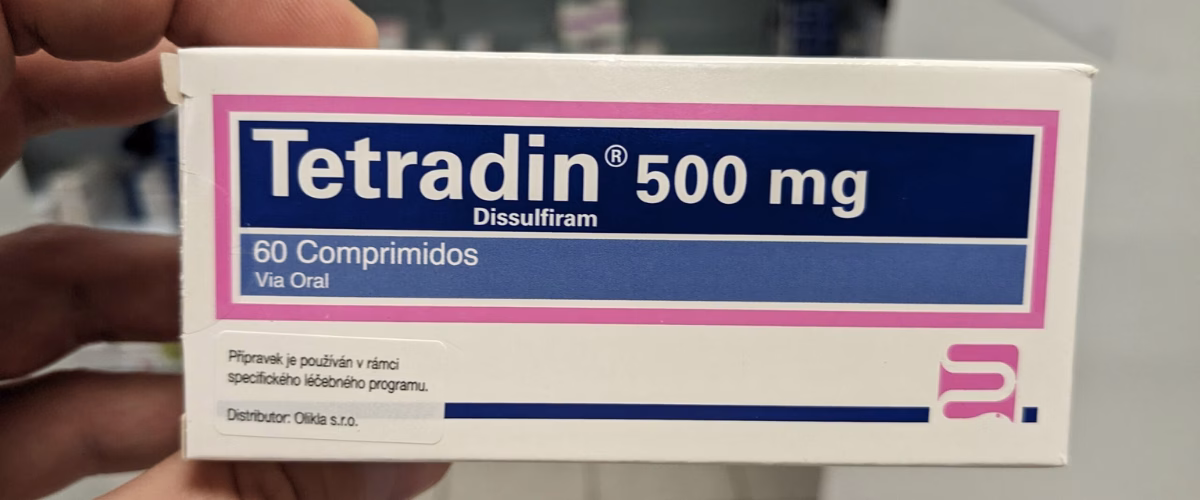 Tetradin® 500 mg
Dissulfiram
60 Comprimidos
Via Oral
Přípravek je používán v rámci
specifického léčebného programu.
Distributor: Olikla s.r.o.